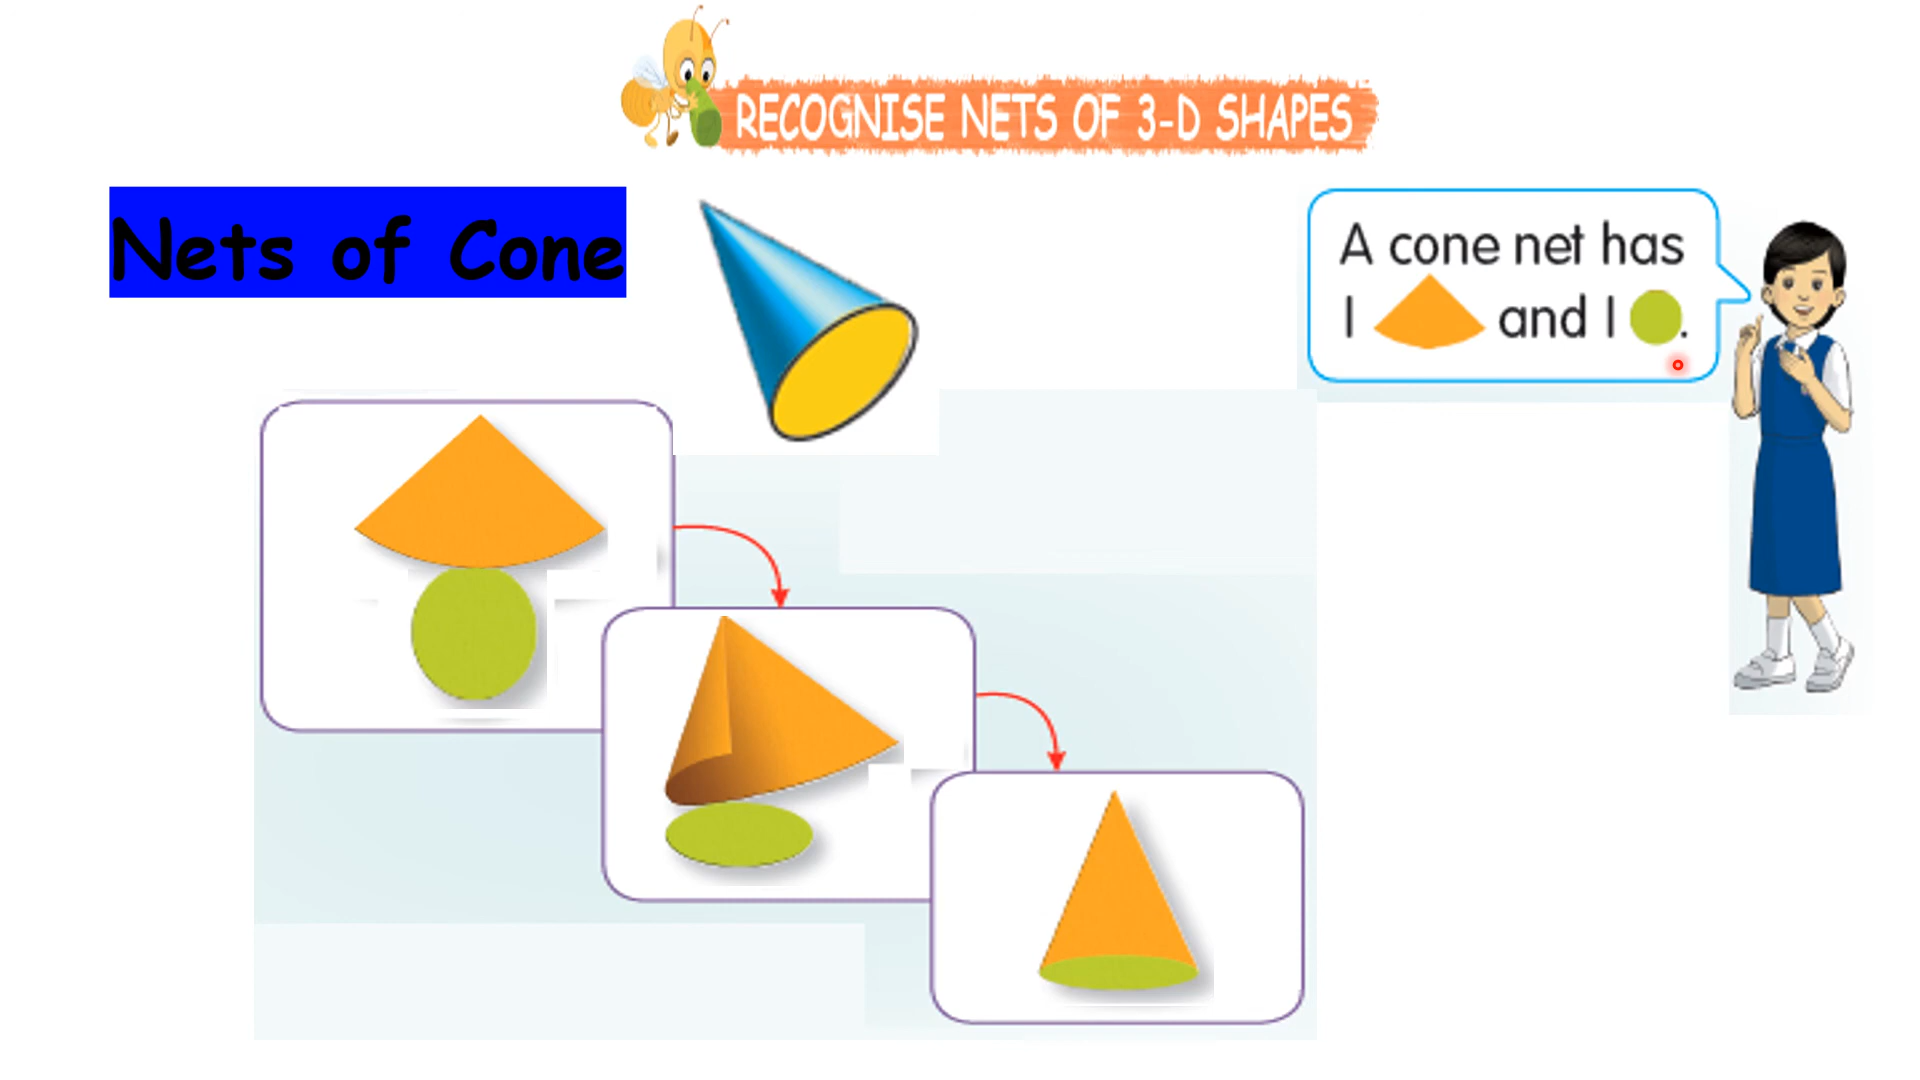 RECOGNISE NETS OF 3-D SHAPES
Nets of Cone
A cone net has
1 and 1 .